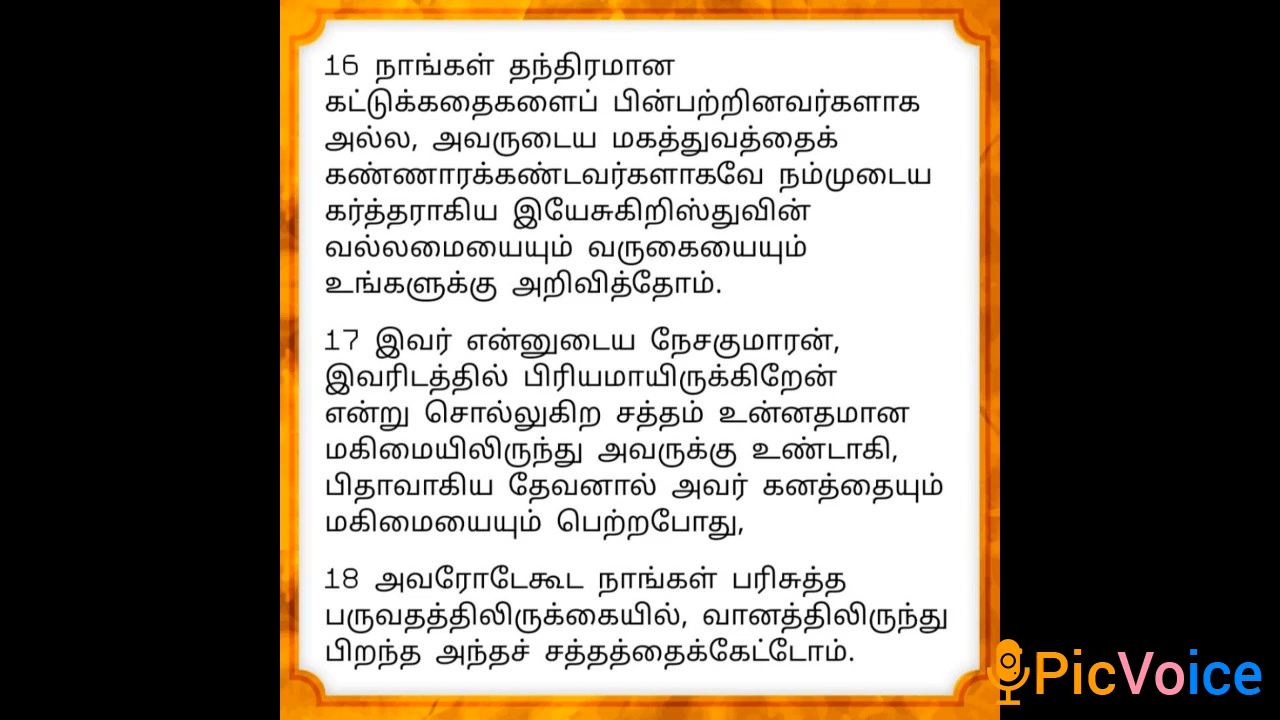 16 நாங்கள் தந்திரமான
கட்டுக்கதைகளைப் பின்பற்றினவர்களாக
அல்ல, அவருடைய மகத்துவத்தைக்
கண்ணாரக்கண்டவர்களாகவே நம்முடைய
கர்த்தராகிய இயேசுகிறிஸ்துவின்
வல்லமையையும் வருகையையும்
உங்களுக்கு அறிவித்தோம்.
17 இவர் என்னுடைய நேசகுமாரன்,
இவரிடத்தில் பிரியமாயிருக்கிறேன்
என்று சொல்லுகிற சத்தம் உன்னதமான
மகிமையிலிருந்து அவருக்கு உண்டாகி,
பிதாவாகிய தேவனால் அவர் கனத்தையும்
மகிமையையும் பெற்றபோது,
18 அவரோடேகூட நாங்கள் பரிசுத்த
பருவதத்திலிருக்கையில், வானத்திலிருந்து
பிறந்த அந்தச் சத்தத்தைக்கேட்டோம்.
PicVoice